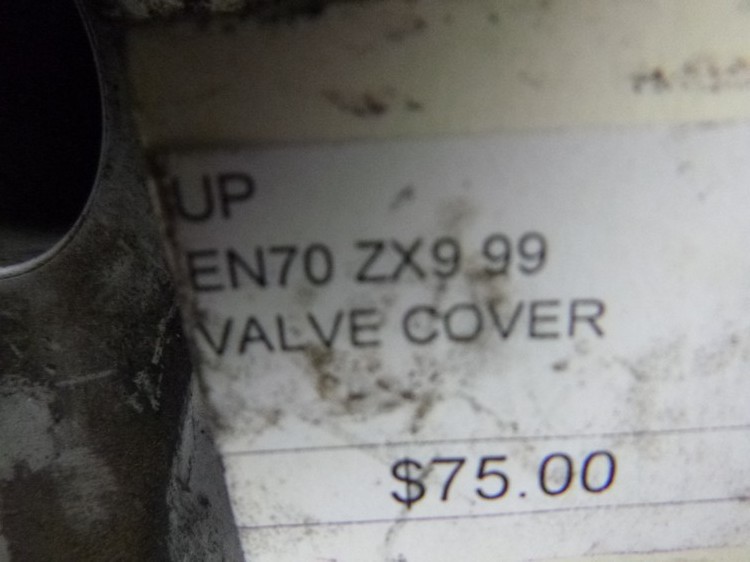 UP
EN70 ZX9 99
VALVE COVER
$75.00